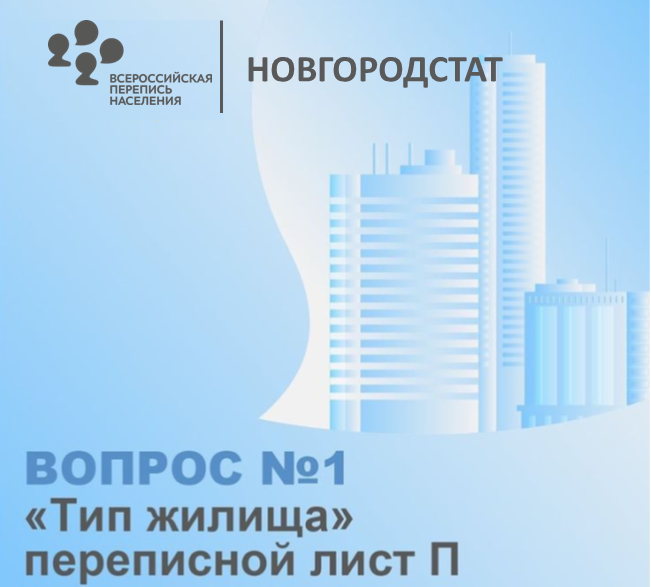 ВСЕРОССИЙСКАЯ
ПЕРЕПИСЬ
НАСЕЛЕНИЯ
НОВГОРОДСТАТ
ВОПРОС №1
«Тип жилища»
переписной лист П